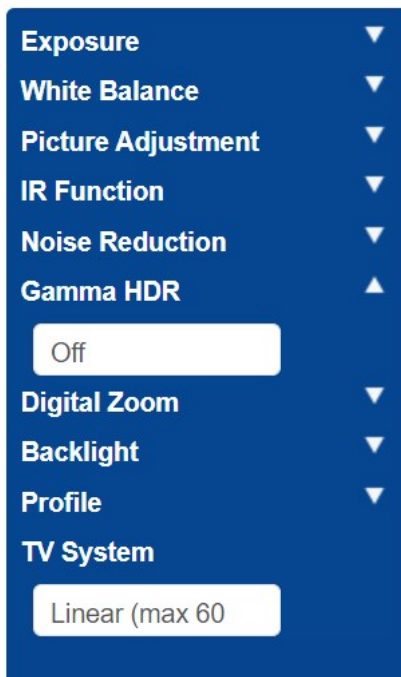 Exposure
White Balance
Picture Adjustment
IR Function
Noise Reduction
Gamma HDR
Off
Digital Zoom
Backlight
Profile
TV System
Linear (max 60